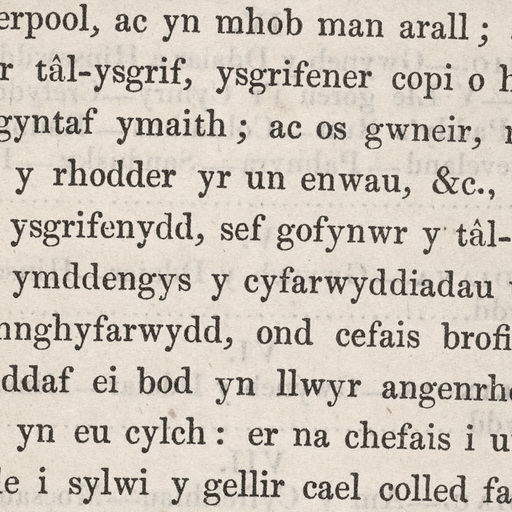 erpool, ac yn mhob man arall;
r tâl-ysgrif, ysgrifener copi o
gyntaf ymaith; ac os gwneir,
y rhodder yr un enwau, &c.,
ysgrifenydd, sef gofynwr y tâl-
ymddengys y cyfarwyddiadau
nghyfarwydd, ond cefais brofi
ddaf ei bod yn llwyr angenrh
yn eu cylch: er na chefais i
le i sylwi y gellir cael colled fa